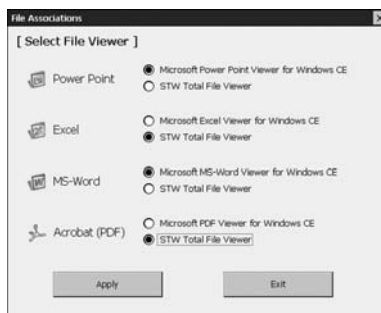 File Associations
[ Select File Viewer ]
Power Point
Microsoft Power Point Viewer for Windows CE
STW Total File Viewer
Excel
Microsoft Excel Viewer for Windows CE
STW Total File Viewer
MS-Word
Microsoft MS-Word Viewer for Windows CE
STW Total File Viewer
Acrobat (PDF)
Microsoft PDF Viewer for Windows CE
STW Total File Viewer
Apply
Exit